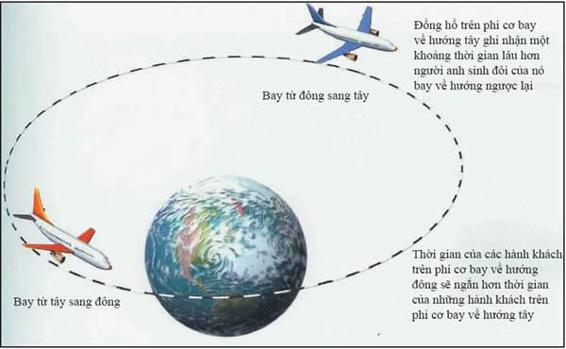 Đồng hồ trên phi cơ bay
về hướng tây ghi nhận một
khoảng thời gian lâu hơn
người anh sinh đôi của nó
bay về hướng ngược lại
Bay từ đông sang tây
Thời gian của các hành khách
trên phi cơ bay về hướng
đông sẽ ngắn hơn thời gian
của những hành khách trên
phi cơ bay về hướng tây
Bay từ tây sang đông